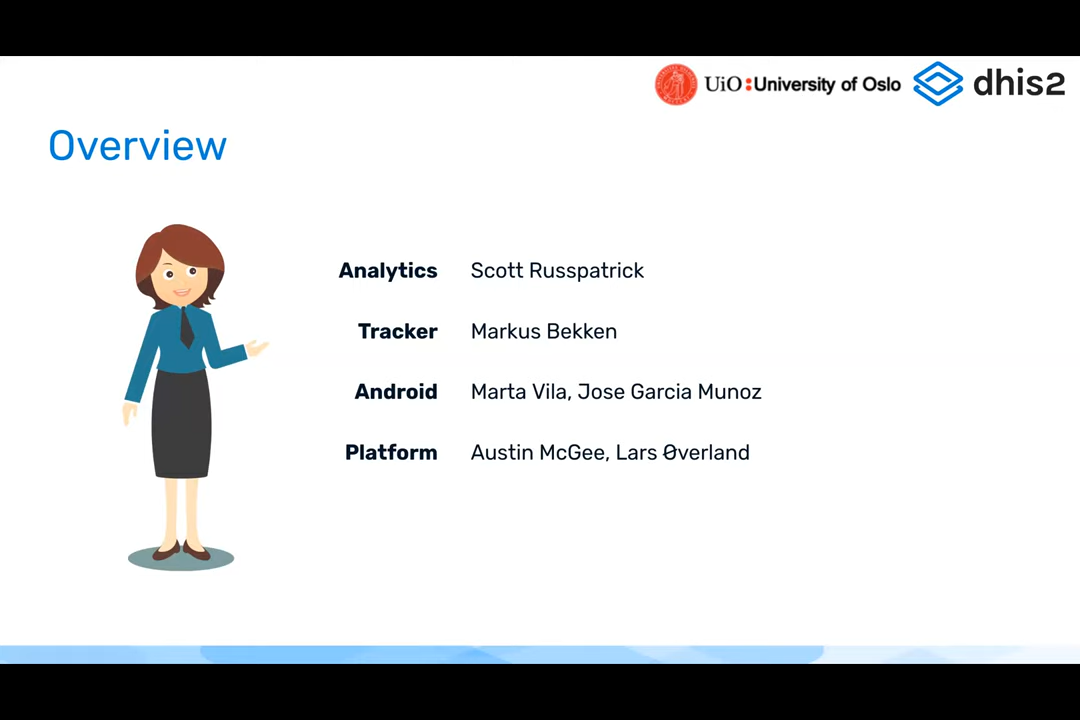 UiO:University of Oslo dhis2
Overview
Analytics Scott Russpatrick
Tracker Markus Bekken
Android Marta Vila, Jose Garcia Munoz
Platform Austin McGee, Lars Øverland